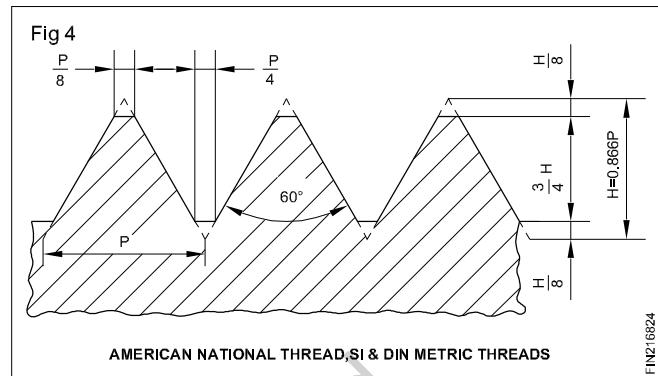 Fig 4
P/8
P/4
H/8
3/4 H
H=0.866P
60°
P
H/8
AMERICAN NATIONAL THREAD,SI & DIN METRIC THREADS
FIN216824